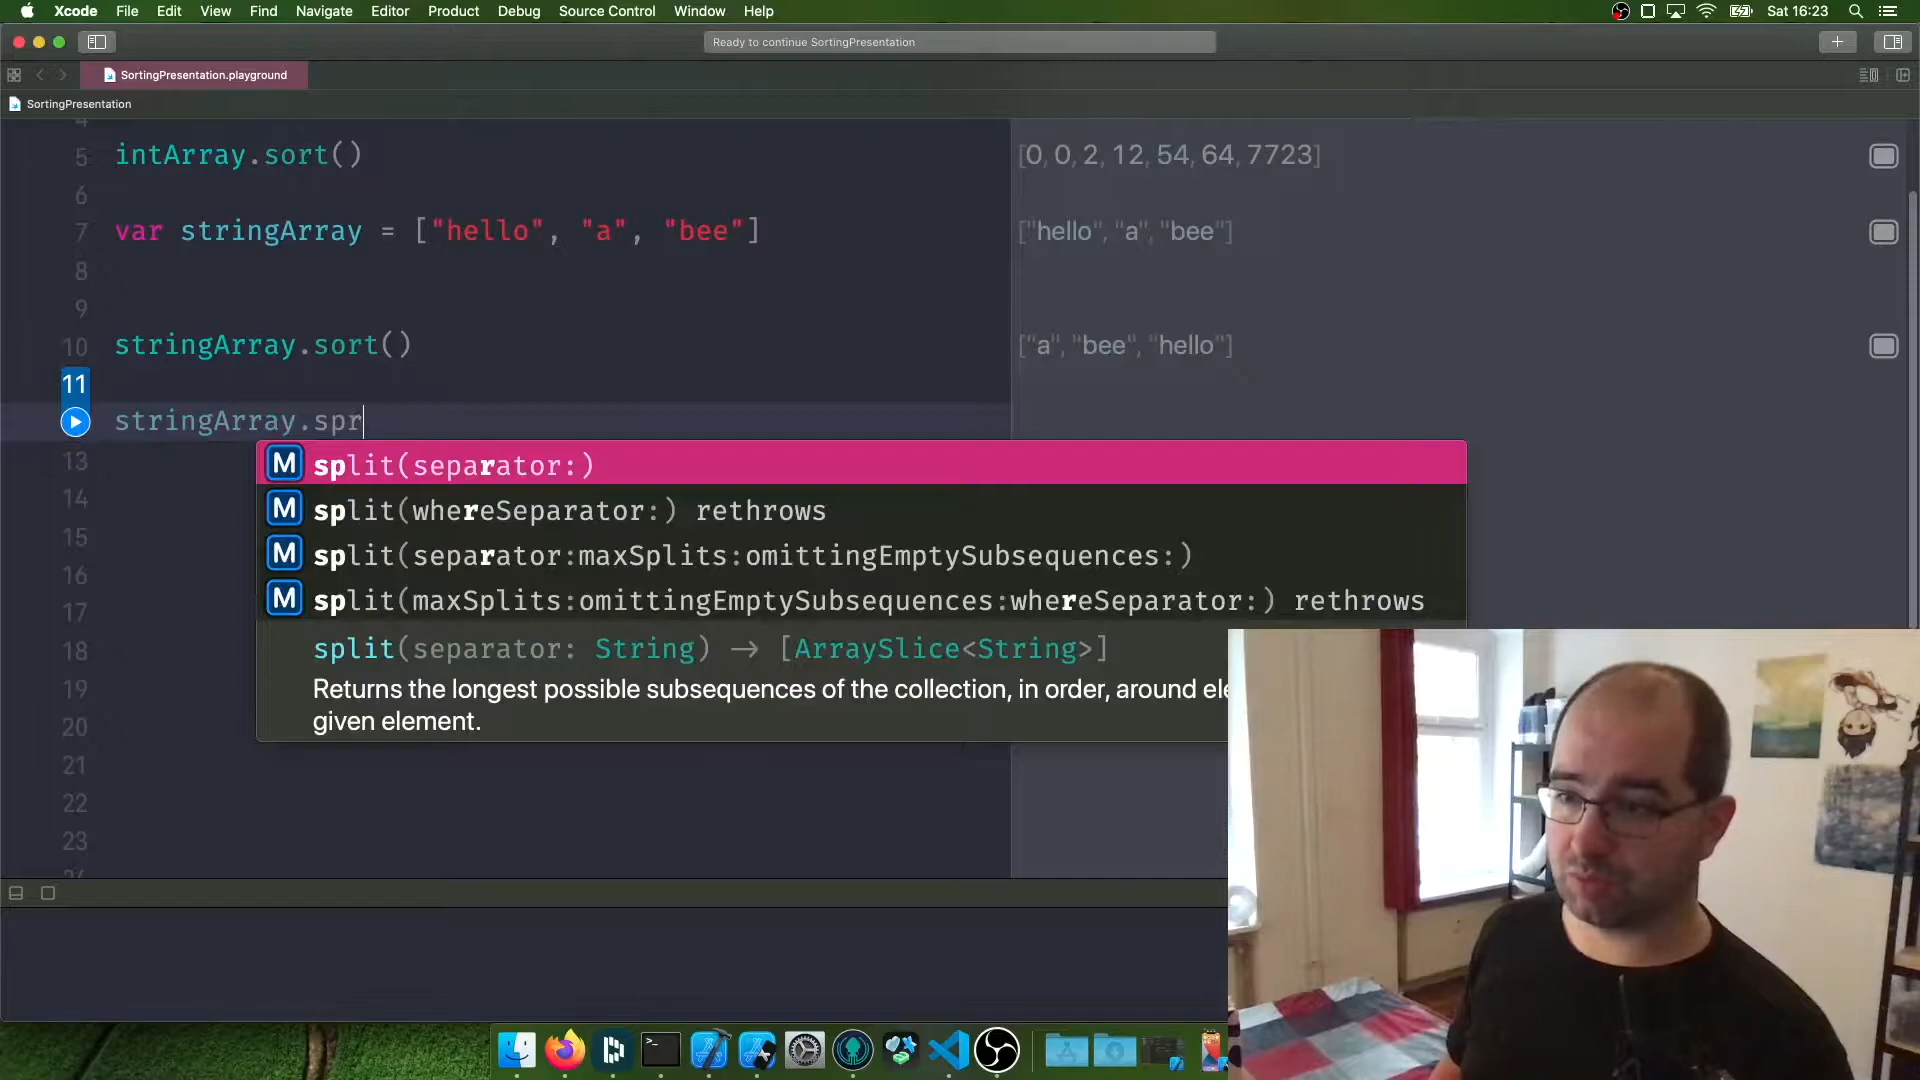 Xcode File Edit View Find Navigate Editor Product Debug Source Control Window Help Sat 16:23
Ready to continue SortingPresentation
SortingPresentation.playground
SortingPresentation
5 intArray.sort() [0, 0, 2, 12, 54, 64, 7723]
6
7 var stringArray = ["hello", "a", "bee"] ["hello", "a", "bee"]
8
9
10 stringArray.sort() ["a", "bee", "hello"]
11
stringArray.spr
13
M split(separator:)
14
M split(whereSeparator:) rethrows
15
M split(separator:maxSplits:omittingEmptySubsequences:)
16
M split(maxSplits:omittingEmptySubsequences:whereSeparator:) rethrows
17
18 split(separator: String) -> [ArraySlice<String>]
19 Returns the longest possible subsequences of the collection, in order, around
20 given element.
21
22
23